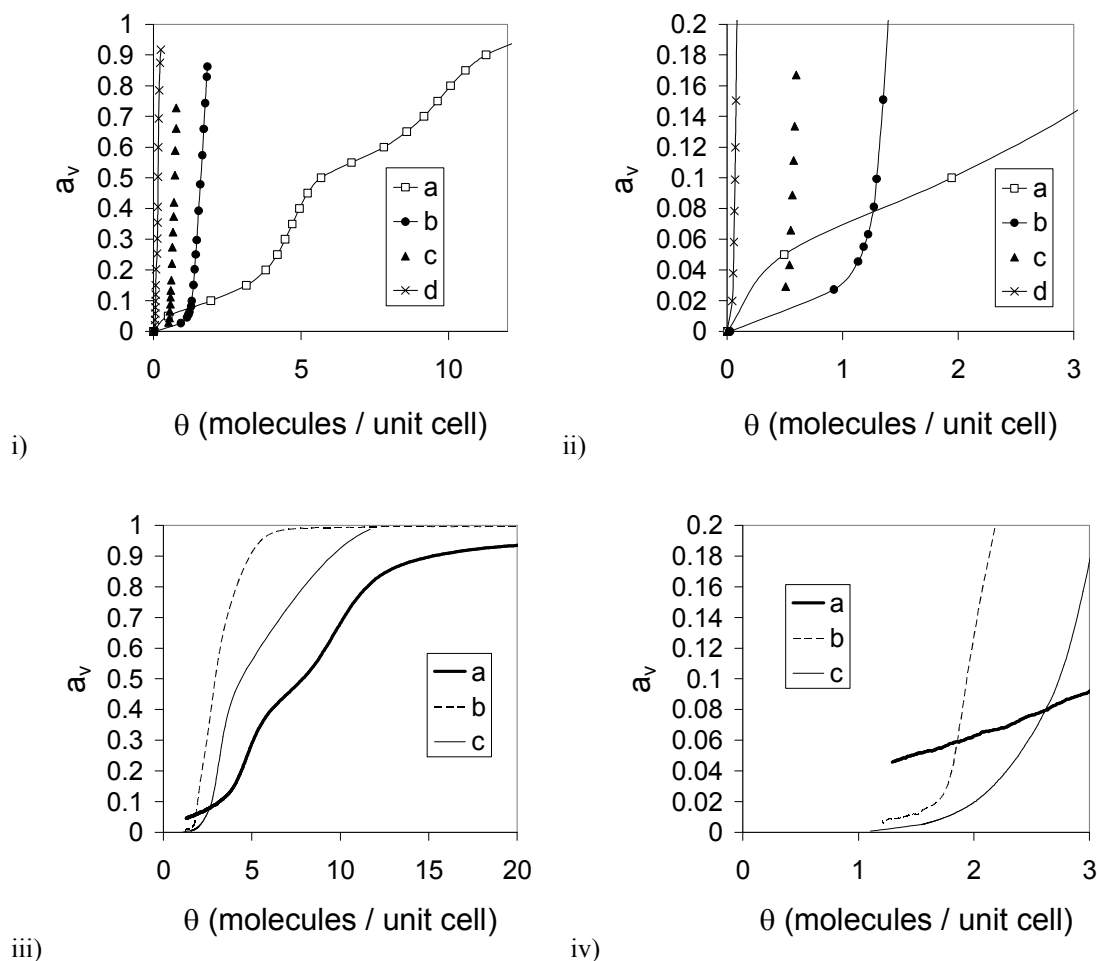 1
0.9
0.8
0.7
0.6
0.5
0.4
0.3
0.2
0.1
0
a_v
a
b
c
d
0 5 10
θ (molecules / unit cell)
i)
0.2
0.18
0.16
0.14
0.12
0.1
0.08
0.06
0.04
0.02
0
a_v
a
b
c
d
0 1 2 3
θ (molecules / unit cell)
ii)
1
0.9
0.8
0.7
0.6
0.5
0.4
0.3
0.2
0.1
0
a_v
a
b
c
0 5 10 15 20
θ (molecules / unit cell)
iii)
0.2
0.18
0.16
0.14
0.12
0.1
0.08
0.06
0.04
0.02
0
a_v
a
b
c
0 1 2 3
θ (molecules / unit cell)
iv)